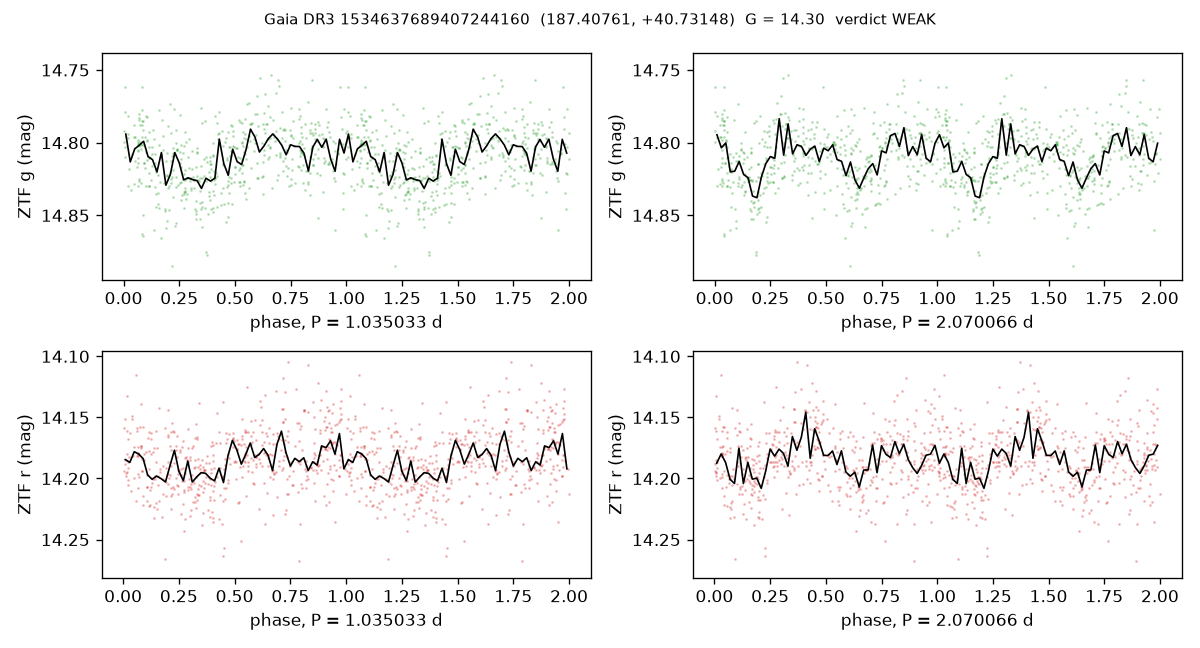 Gaia DR3 1534637689407244160  (187.40761, +40.73148)  G = 14.30  verdict WEAK
14.75
14.80
14.85
ZTF g (mag)
0.00 0.25 0.50 0.75 1.00 1.25 1.50 1.75 2.00
phase, P = 1.035033 d
14.75
14.80
14.85
ZTF g (mag)
0.00 0.25 0.50 0.75 1.00 1.25 1.50 1.75 2.00
phase, P = 2.070066 d
14.10
14.15
14.20
14.25
ZTF r (mag)
0.00 0.25 0.50 0.75 1.00 1.25 1.50 1.75 2.00
phase, P = 1.035033 d
14.10
14.15
14.20
14.25
ZTF r (mag)
0.00 0.25 0.50 0.75 1.00 1.25 1.50 1.75 2.00
phase, P = 2.070066 d